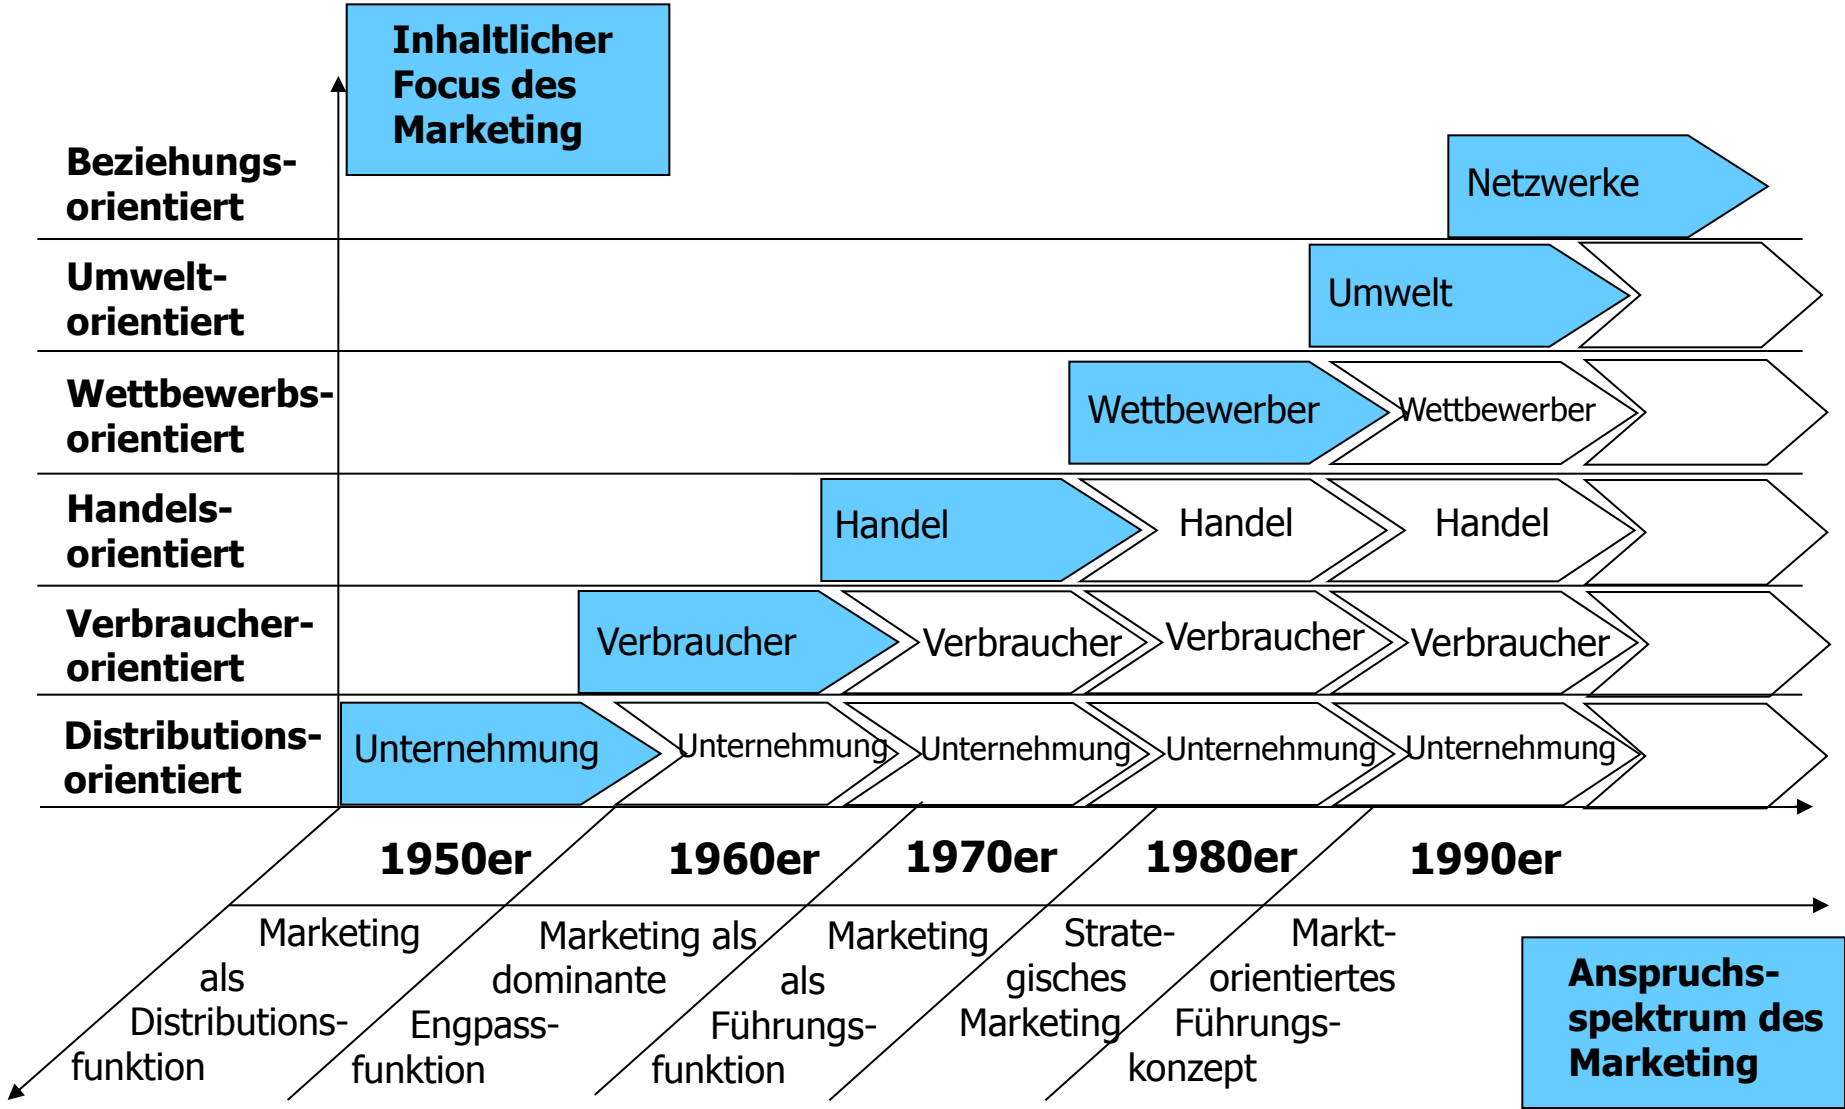 Inhaltlicher
Focus des
Marketing
Beziehungs-
orientiert
Netzwerke
Umwelt-
orientiert
Umwelt
Wettbewerbs-
orientiert
Wettbewerber
Wettbewerber
Handels-
orientiert
Handel
Handel
Handel
Verbraucher-
orientiert
Verbraucher
Verbraucher
Verbraucher
Verbraucher
Distributions-
orientiert
Unternehmung
Unternehmung
Unternehmung
Unternehmung
Unternehmung
1950er
1960er
1970er
1980er
1990er
Marketing
als
Distributions-
funktion
Marketing als
dominante
Engpass-
funktion
Marketing
als
Führungs-
funktion
Strate-
gisches
Marketing
Markt-
orientiertes
Führungs-
konzept
Anspruchs-
spektrum des
Marketing